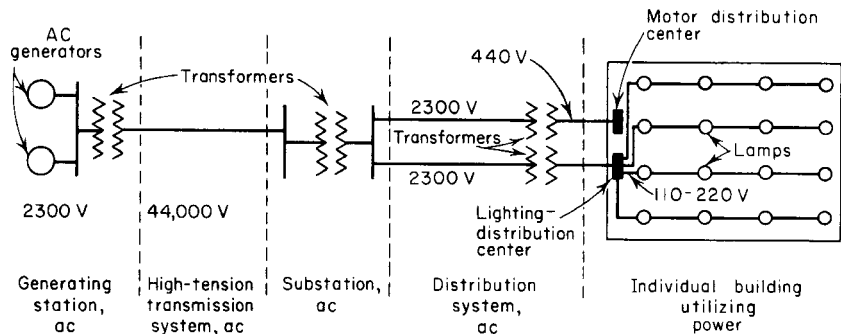 AC
generators
Transformers
2300 V
44,000 V
2300 V
Transformers
2300 V
440 V
Motor distribution
center
Lamps
110-220 V
Lighting-
distribution
center
Generating
station,
ac
High-tension
transmission
system, ac
Substation,
ac
Distribution
system,
ac
Individual building
utilizing
power